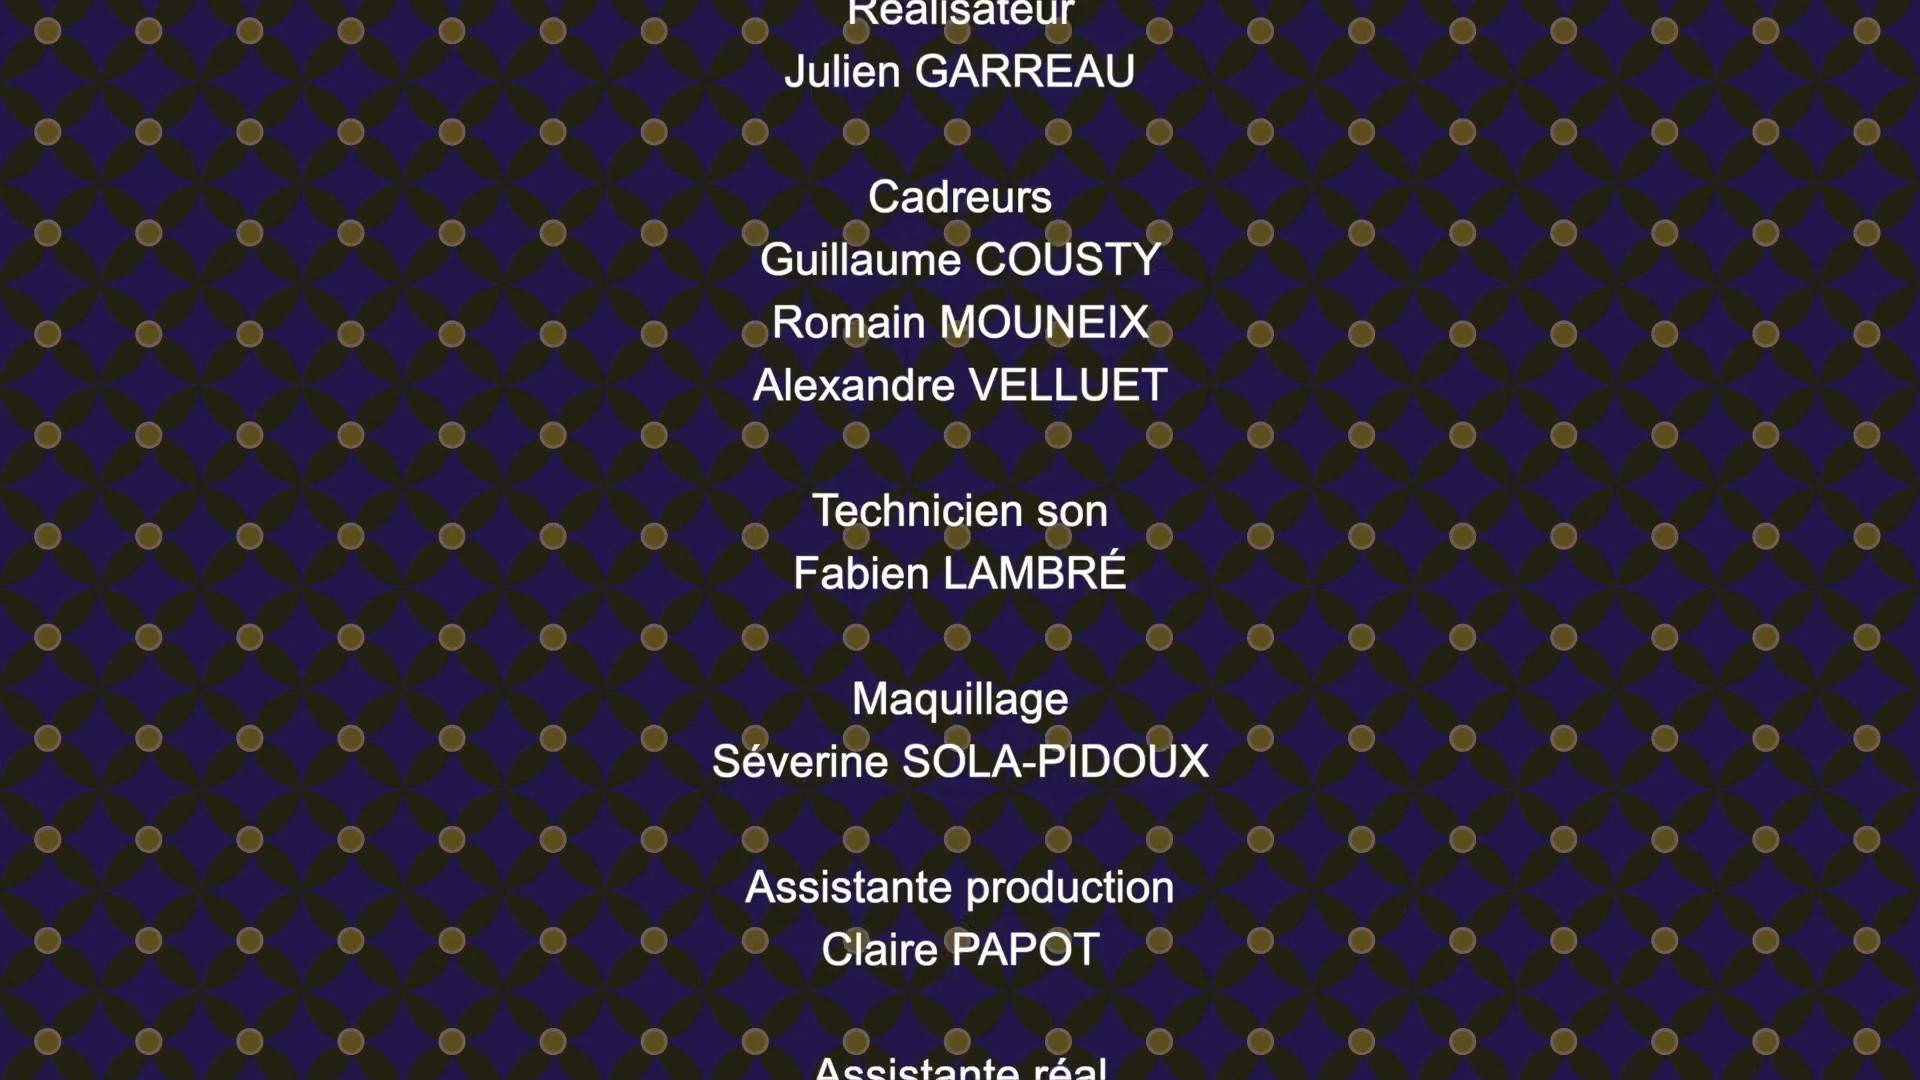 Réalisateur
Julien GARREAU
Cadreurs
Guillaume COUSTY
Romain MOUNEIX
Alexandre VELLUET
Technicien son
Fabien LAMBRÉ
Maquillage
Séverine SOLA-PIDOUX
Assistante production
Claire PAPOT
Assistante réal